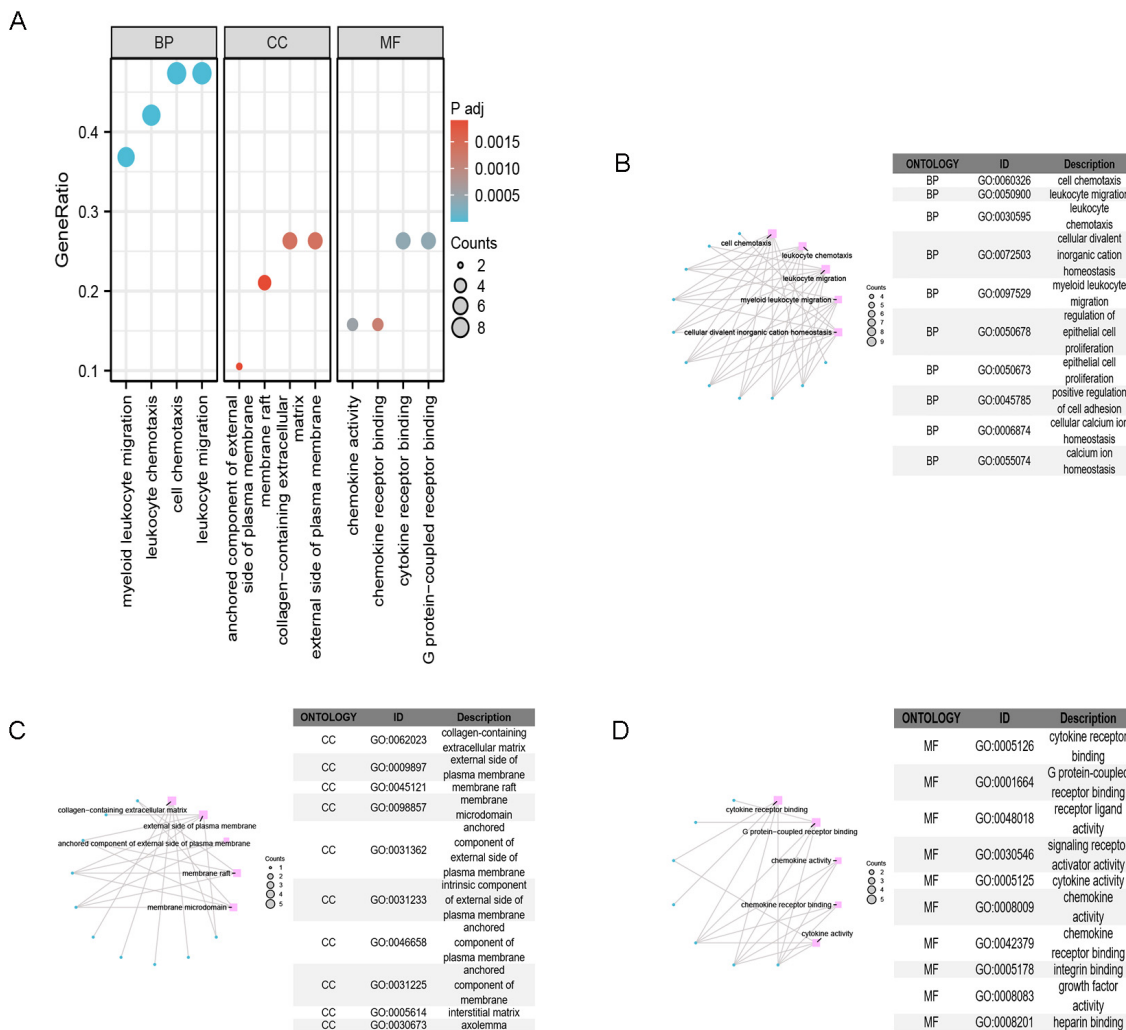 A
BP
CC
MF
GeneRatio
0.4
0.3
0.2
0.1
myeloid leukocyte migration
leukocyte chemotaxis
cell chemotaxis
leukocyte migration
anchored component of external
side of plasma membrane
membrane raft
collagen−containing extracellular
matrix
external side of plasma membrane
chemokine activity
chemokine receptor binding
cytokine receptor binding
G protein−coupled receptor binding
P adj
0.0015
0.0010
0.0005
Counts
2
4
6
8
B
cell chemotaxis
leukocyte chemotaxis
leukocyte migration
myeloid leukocyte migration
cellular divalent inorganic cation homeostasis
Counts
4
5
6
7
8
9
ONTOLOGY ID Description
BP GO:0060326 cell chemotaxis
BP GO:0050900 leukocyte migration
BP GO:0030595 leukocyte
chemotaxis
BP GO:0072503 cellular divalent
inorganic cation
homeostasis
BP GO:0097529 myeloid leukocyte
migration
BP GO:0050678 regulation of
epithelial cell
proliferation
BP GO:0050673 epithelial cell
proliferation
BP GO:0045785 positive regulation
of cell adhesion
BP GO:0006874 cellular calcium ion
homeostasis
BP GO:0055074 calcium ion
homeostasis
C
collagen−containing extracellular matrix
external side of plasma membrane
anchored component of external side of plasma membrane
membrane raft
membrane microdomain
Counts
1
2
3
4
5
ONTOLOGY ID Description
CC GO:0062023 collagen-containing
extracellular matrix
CC GO:0009897 external side of
plasma membrane
CC GO:0045121 membrane raft
CC GO:0098857 membrane
microdomain
CC GO:0031362 anchored
component of
external side of
plasma membrane
CC GO:0031233 intrinsic component
of external side of
plasma membrane
CC GO:0046658 anchored
component of
plasma membrane
CC GO:0031225 anchored
component of
membrane
CC GO:0005614 interstitial matrix
CC GO:0030673 axolemma
D
cytokine receptor binding
G protein−coupled receptor binding
chemokine activity
chemokine receptor binding
cytokine activity
Counts
1
2
3
4
5
ONTOLOGY ID Description
MF GO:0005126 cytokine receptor
binding
MF GO:0001664 G protein-coupled
receptor binding
MF GO:0048018 receptor ligand
activity
MF GO:0030546 signaling receptor
activator activity
MF GO:0005125 cytokine activity
MF GO:0008009 chemokine
activity
MF GO:0042379 chemokine
receptor binding
MF GO:0005178 integrin binding
MF GO:0008083 growth factor
activity
MF GO:0008201 heparin binding